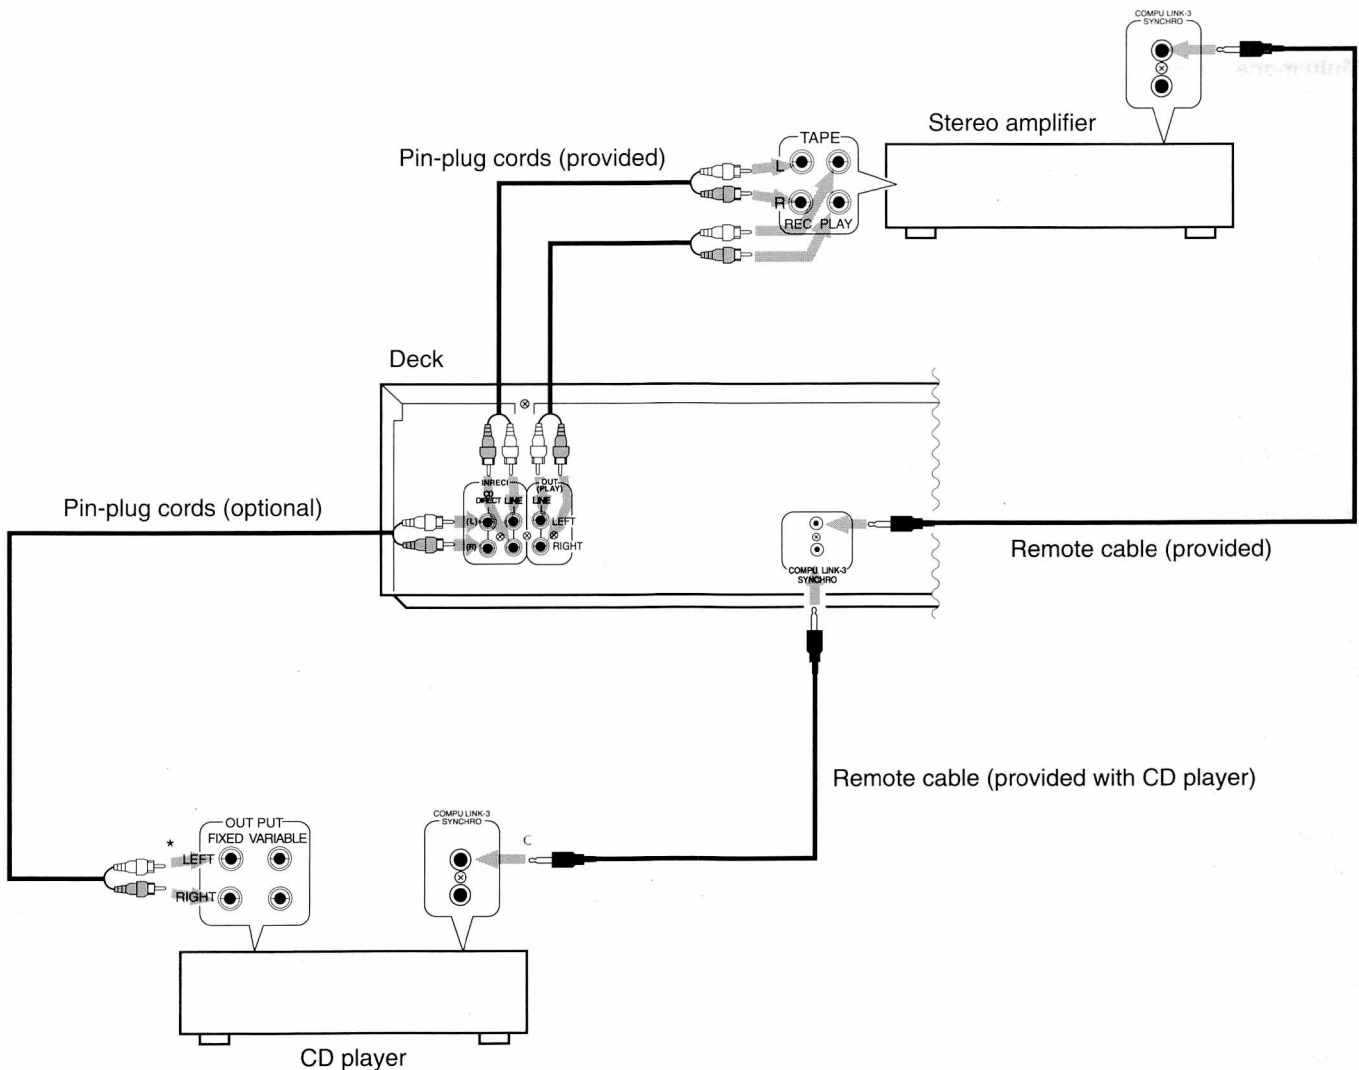 COMPU LINK-3
SYNCHRO
Stereo amplifier
TAPE
Pin-plug cords (provided)
L
R
REC PLAY
Deck
IN(REC)
CD
DIRECT LINE
OUT
(PLAY)
LINE
Pin-plug cords (optional)
(L)
LEFT
(R)
RIGHT
COMPU LINK-3
SYNCHRO
Remote cable (provided)
Remote cable (provided with CD player)
OUT PUT
FIXED VARIABLE
*
LEFT
RIGHT
COMPU LINK-3
SYNCHRO
C
CD player